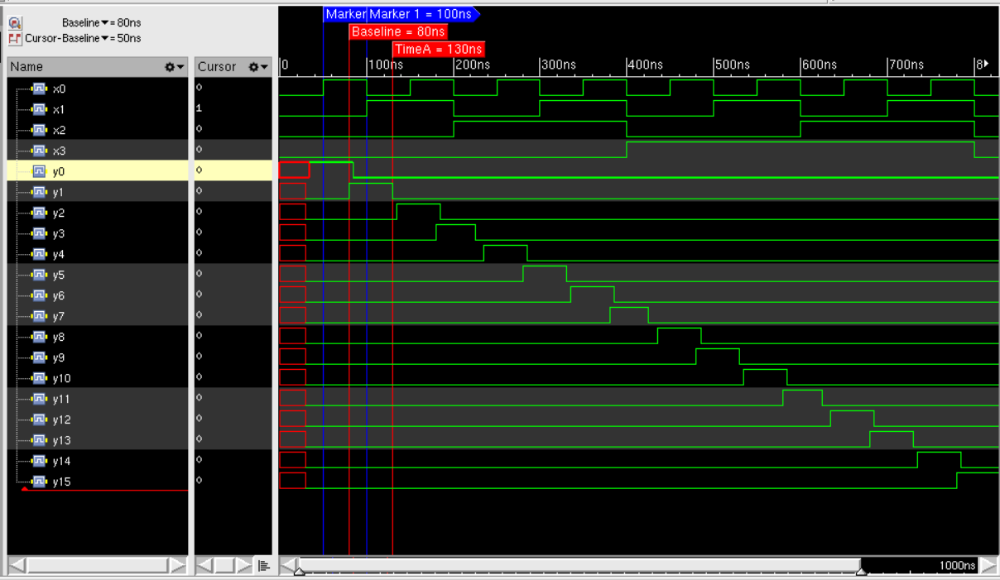 Baseline▼=80ns
Cursor-Baseline▼=50ns
Marker Marker 1 = 100ns
Baseline = 80ns
TimeA = 130ns
Name Cursor 0 100ns 200ns 300ns 400ns 500ns 600ns 700ns 8
x0 0
x1 1
x2 0
x3 0
y0 0
y1 0
y2 0
y3 0
y4 0
y5 0
y6 0
y7 0
y8 0
y9 0
y10 0
y11 0
y12 0
y13 0
y14 0
y15 0
1000ns